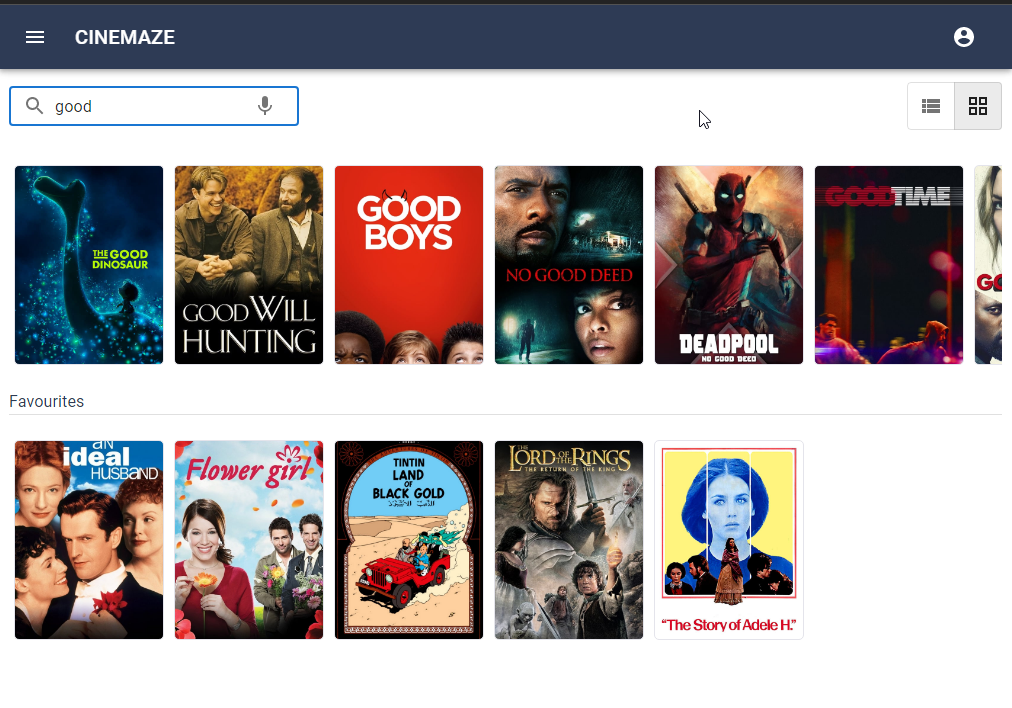 CINEMAZE
good
THE GOOD
DINOSAUR
GOOD WILL
HUNTING
GOOD
BOYS
NO GOOD DEED
DEADPOOL
NO GOOD DEED
GOODTIME
GO
Favourites
AN
ideal
HUSBAND
Flower girl
TINTIN
LAND
OF
BLACK GOLD
THE
LORD OF THE RINGS
THE RETURN OF THE KING
"The Story of Adele H."